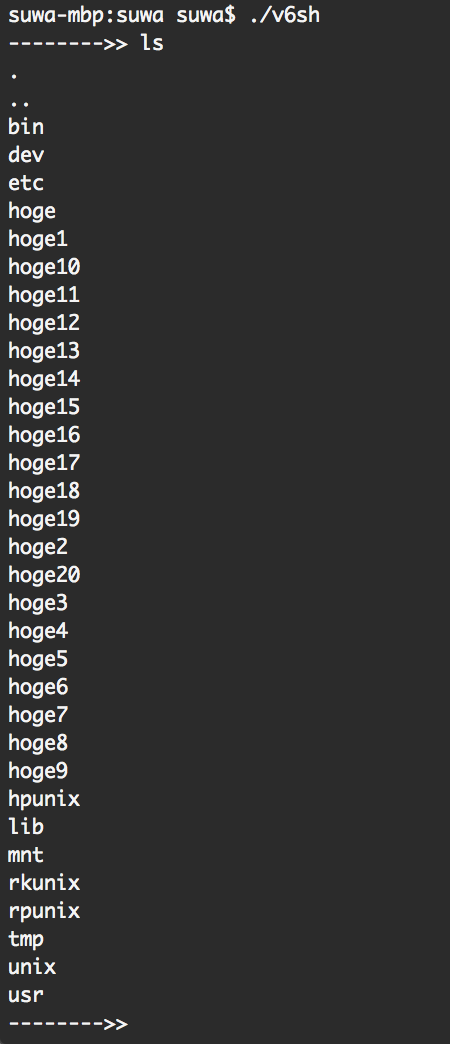 suwa-mbp:suwa suwa$ ./v6sh
-------->> ls
.
..
bin
dev
etc
hoge
hoge1
hoge10
hoge11
hoge12
hoge13
hoge14
hoge15
hoge16
hoge17
hoge18
hoge19
hoge2
hoge20
hoge3
hoge4
hoge5
hoge6
hoge7
hoge8
hoge9
hpunix
lib
mnt
rkunix
rpunix
tmp
unix
usr
-------->>